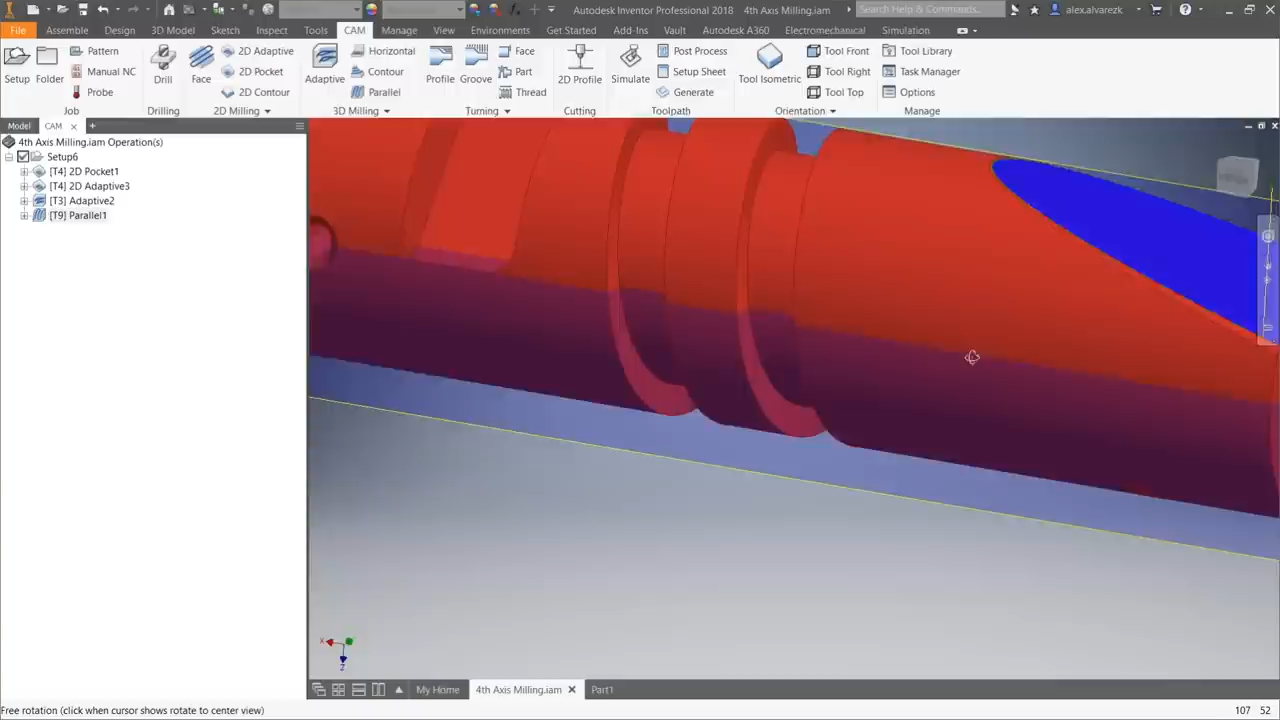 Autodesk Inventor Professional 2018 4th Axis Milling.iam Search Help & Commands... alex.alvarezk
File Assemble Design 3D Model Sketch Inspect Tools CAM Manage View Environments Get Started Add-Ins Vault Autodesk A360 Electromechanical Simulation
Pattern 2D Adaptive Horizontal Face Post Process Tool Front Tool Library
Setup Folder Manual NC Drill Face 2D Pocket Adaptive Contour Profile Groove Part 2D Profile Simulate Setup Sheet Tool Isometric Tool Right Task Manager
Probe 2D Contour Parallel Thread Generate Tool Top Options
Job Drilling 2D Milling 3D Milling Turning Cutting Toolpath Orientation Manage
Model CAM
4th Axis Milling.iam Operation(s)
Setup6
[T4] 2D Pocket1
[T4] 2D Adaptive3
[T3] Adaptive2
[T9] Parallel1
X
Z
My Home 4th Axis Milling.iam Part1
Free rotation (click when cursor shows rotate to center view) 107 52